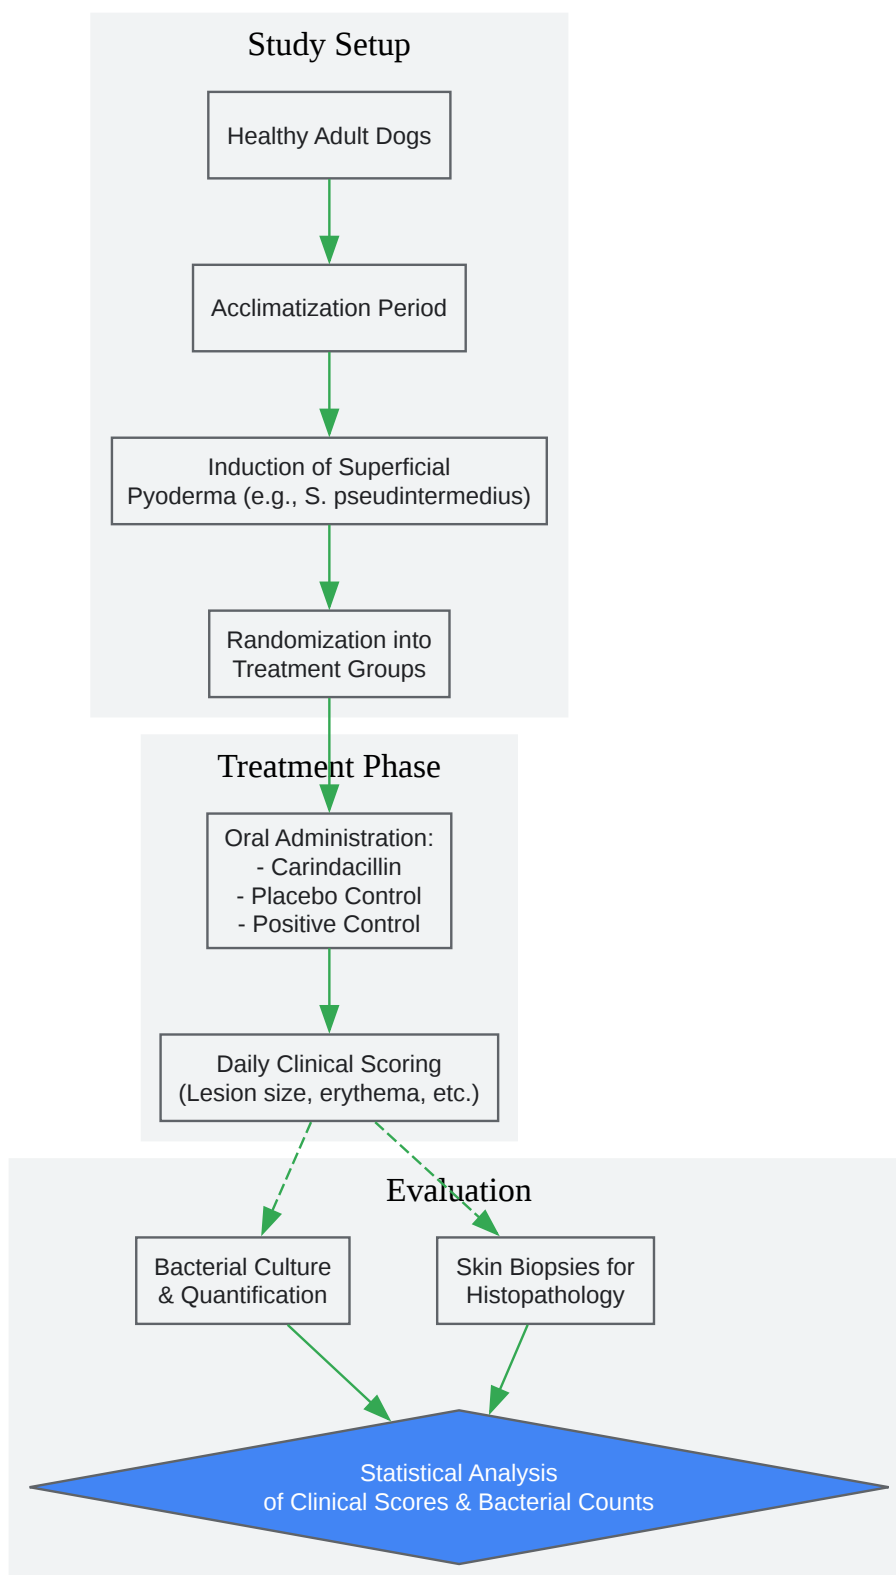 Study Setup
Healthy Adult Dogs
Acclimatization Period
Induction of Superficial
Pyoderma (e.g., S. pseudintermedius)
Randomization into
Treatment Groups
Treatment Phase
Oral Administration:
- Carindacillin
- Placebo Control
- Positive Control
Daily Clinical Scoring
(Lesion size, erythema, etc.)
Evaluation
Bacterial Culture
& Quantification
Skin Biopsies for
Histopathology
Statistical Analysis
of Clinical Scores & Bacterial Counts